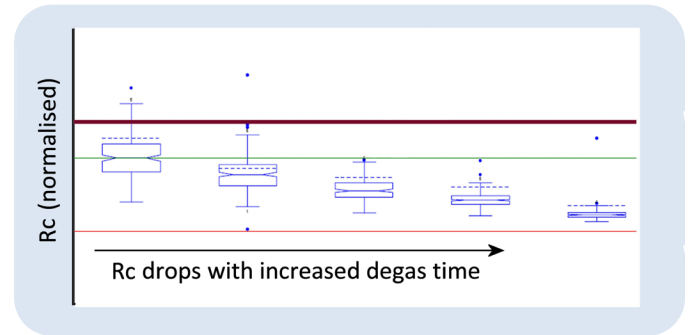 Rc (normalised)
Rc drops with increased degas time